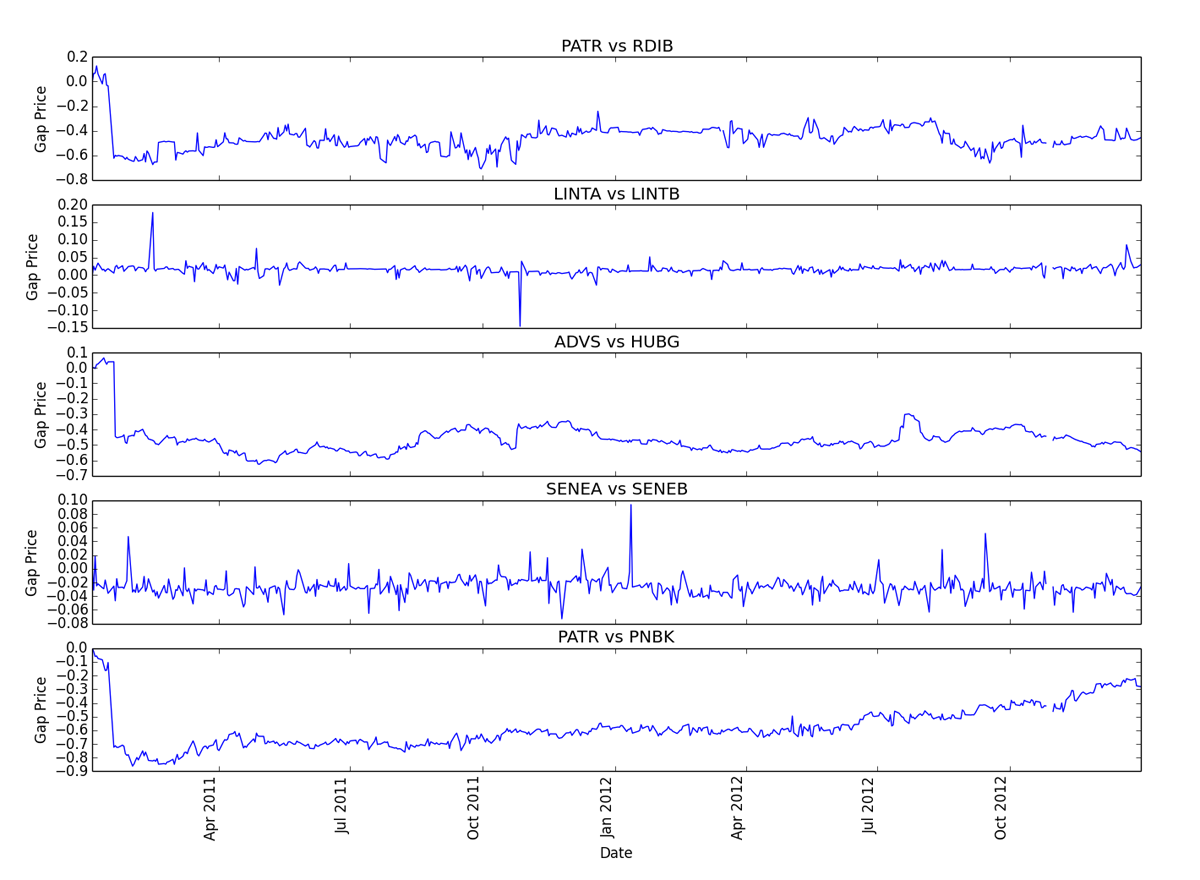 PATR vs RDIB
0.2
0.0
−0.2
−0.4
−0.6
−0.8
Gap Price
LINTA vs LINTB
0.20
0.15
0.10
0.05
0.00
−0.05
−0.10
−0.15
Gap Price
ADVS vs HUBG
0.1
0.0
−0.1
−0.2
−0.3
−0.4
−0.5
−0.6
−0.7
Gap Price
SENEA vs SENEB
0.10
0.08
0.06
0.04
0.02
0.00
−0.02
−0.04
−0.06
−0.08
Gap Price
PATR vs PNBK
0.0
−0.1
−0.2
−0.3
−0.4
−0.5
−0.6
−0.7
−0.8
−0.9
Gap Price
Apr 2011
Jul 2011
Oct 2011
Jan 2012
Apr 2012
Jul 2012
Oct 2012
Date